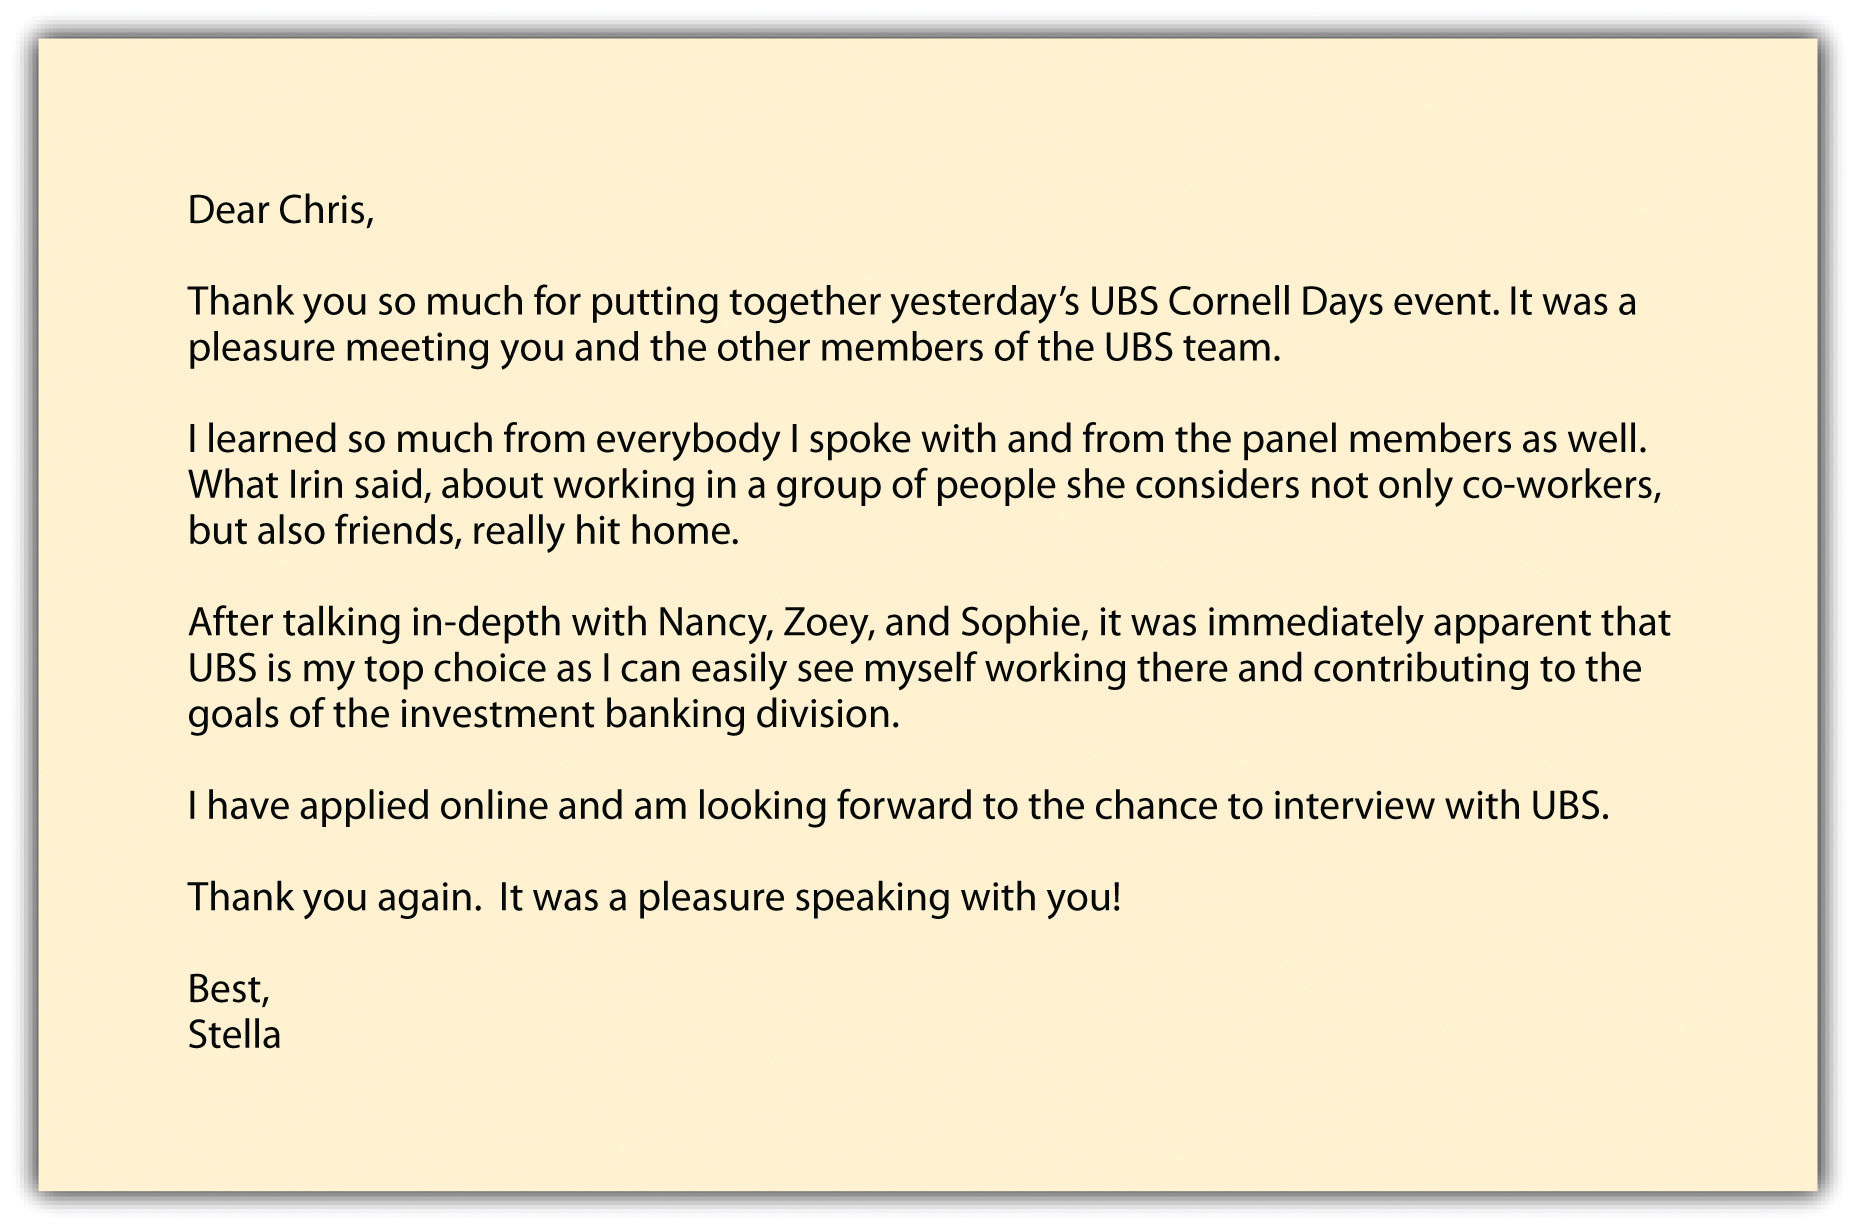 Dear Chris,
Thank you so much for putting together yesterday’s UBS Cornell Days event. It was a
pleasure meeting you and the other members of the UBS team.
I learned so much from everybody I spoke with and from the panel members as well.
What Irin said, about working in a group of people she considers not only co-workers,
but also friends, really hit home.
After talking in-depth with Nancy, Zoey, and Sophie, it was immediately apparent that
UBS is my top choice as I can easily see myself working there and contributing to the
goals of the investment banking division.
I have applied online and am looking forward to the chance to interview with UBS.
Thank you again.  It was a pleasure speaking with you!
Best,
Stella